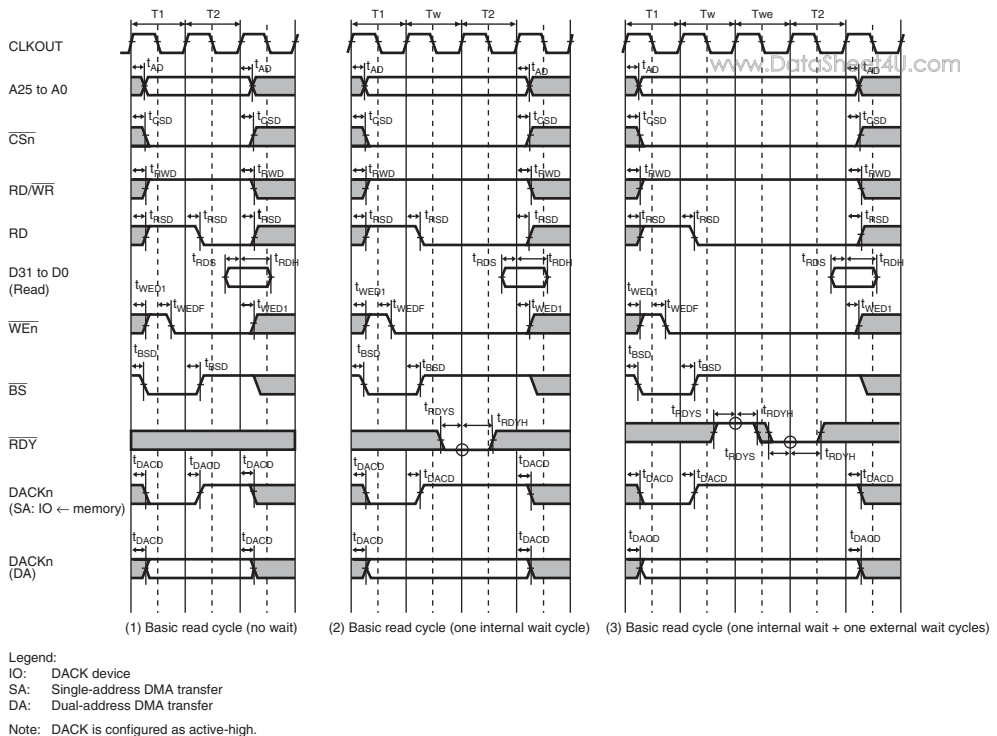 T1 T2
T1 Tw T2
T1 Tw Twe T2
CLKOUT
www.DataSheet4U.com
tAD tAD
tAD tAD
tAD tAD
A25 to A0
tCSD tCSD
tCSD tCSD
tCSD tCSD
CSn
tRWD tRWD
tRWD tRWD
tRWD tRWD
RD/WR
tRSD tRSD tRSD
tRSD tRSD tRSD
tRSD tRSD tRSD
RD
tRDS tRDH
tRDS tRDH
tRDS tRDH
D31 to D0
(Read)
tWED1 tWEDF tWED1
tWED1 tWEDF tWED1
tWED1 tWEDF tWED1
WEn
tBSD tBSD
tBSD tBSD
tBSD tBSD
BS
tRDYS tRDYH
tRDYS tRDYH
RDY
tRDYS tRDYH
tDACD tDACD tDACD
tDACD tDACD tDACD
tDACD tDACD tDACD
DACKn
(SA: IO ← memory)
tDACD tDACD
tDACD tDACD
tDACD tDACD
DACKn
(DA)
(1) Basic read cycle (no wait)
(2) Basic read cycle (one internal wait cycle)
(3) Basic read cycle (one internal wait + one external wait cycles)
Legend:
IO: DACK device
SA: Single-address DMA transfer
DA: Dual-address DMA transfer
Note: DACK is configured as active-high.